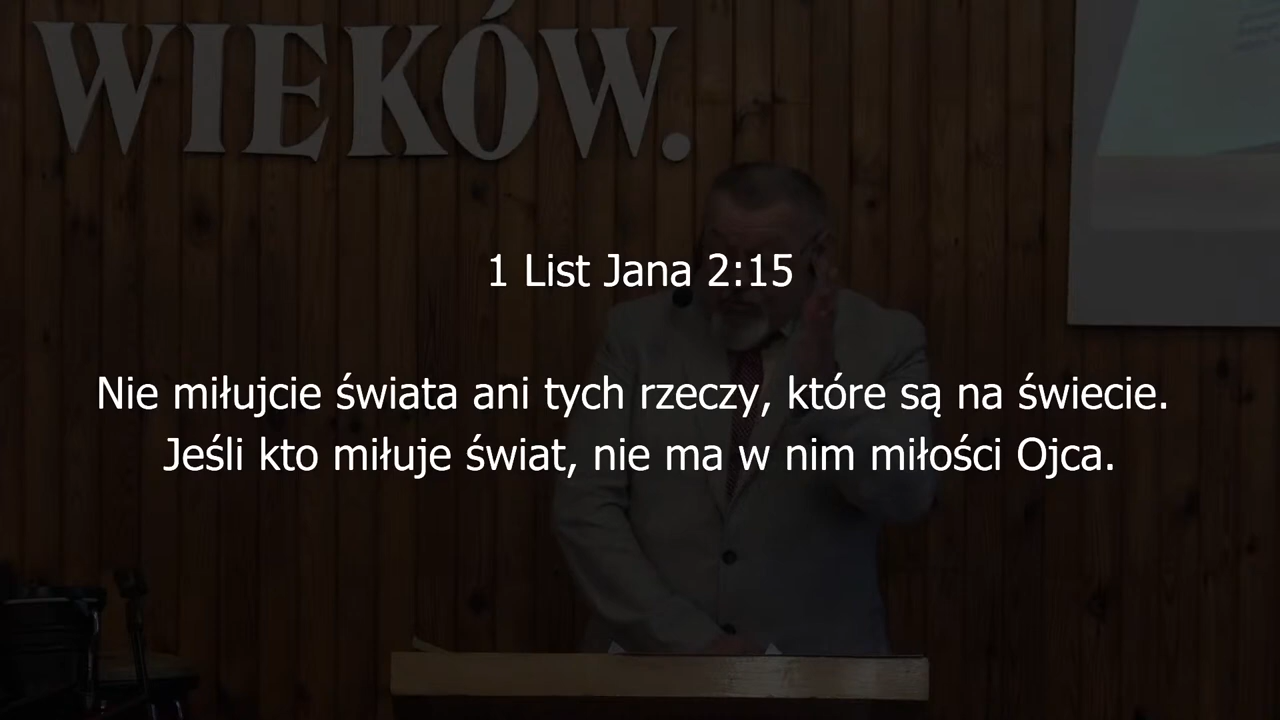 WIEKÓW.
1 List Jana 2:15
Nie miłujcie świata ani tych rzeczy, które są na świecie.
Jeśli kto miłuje świat, nie ma w nim miłości Ojca.